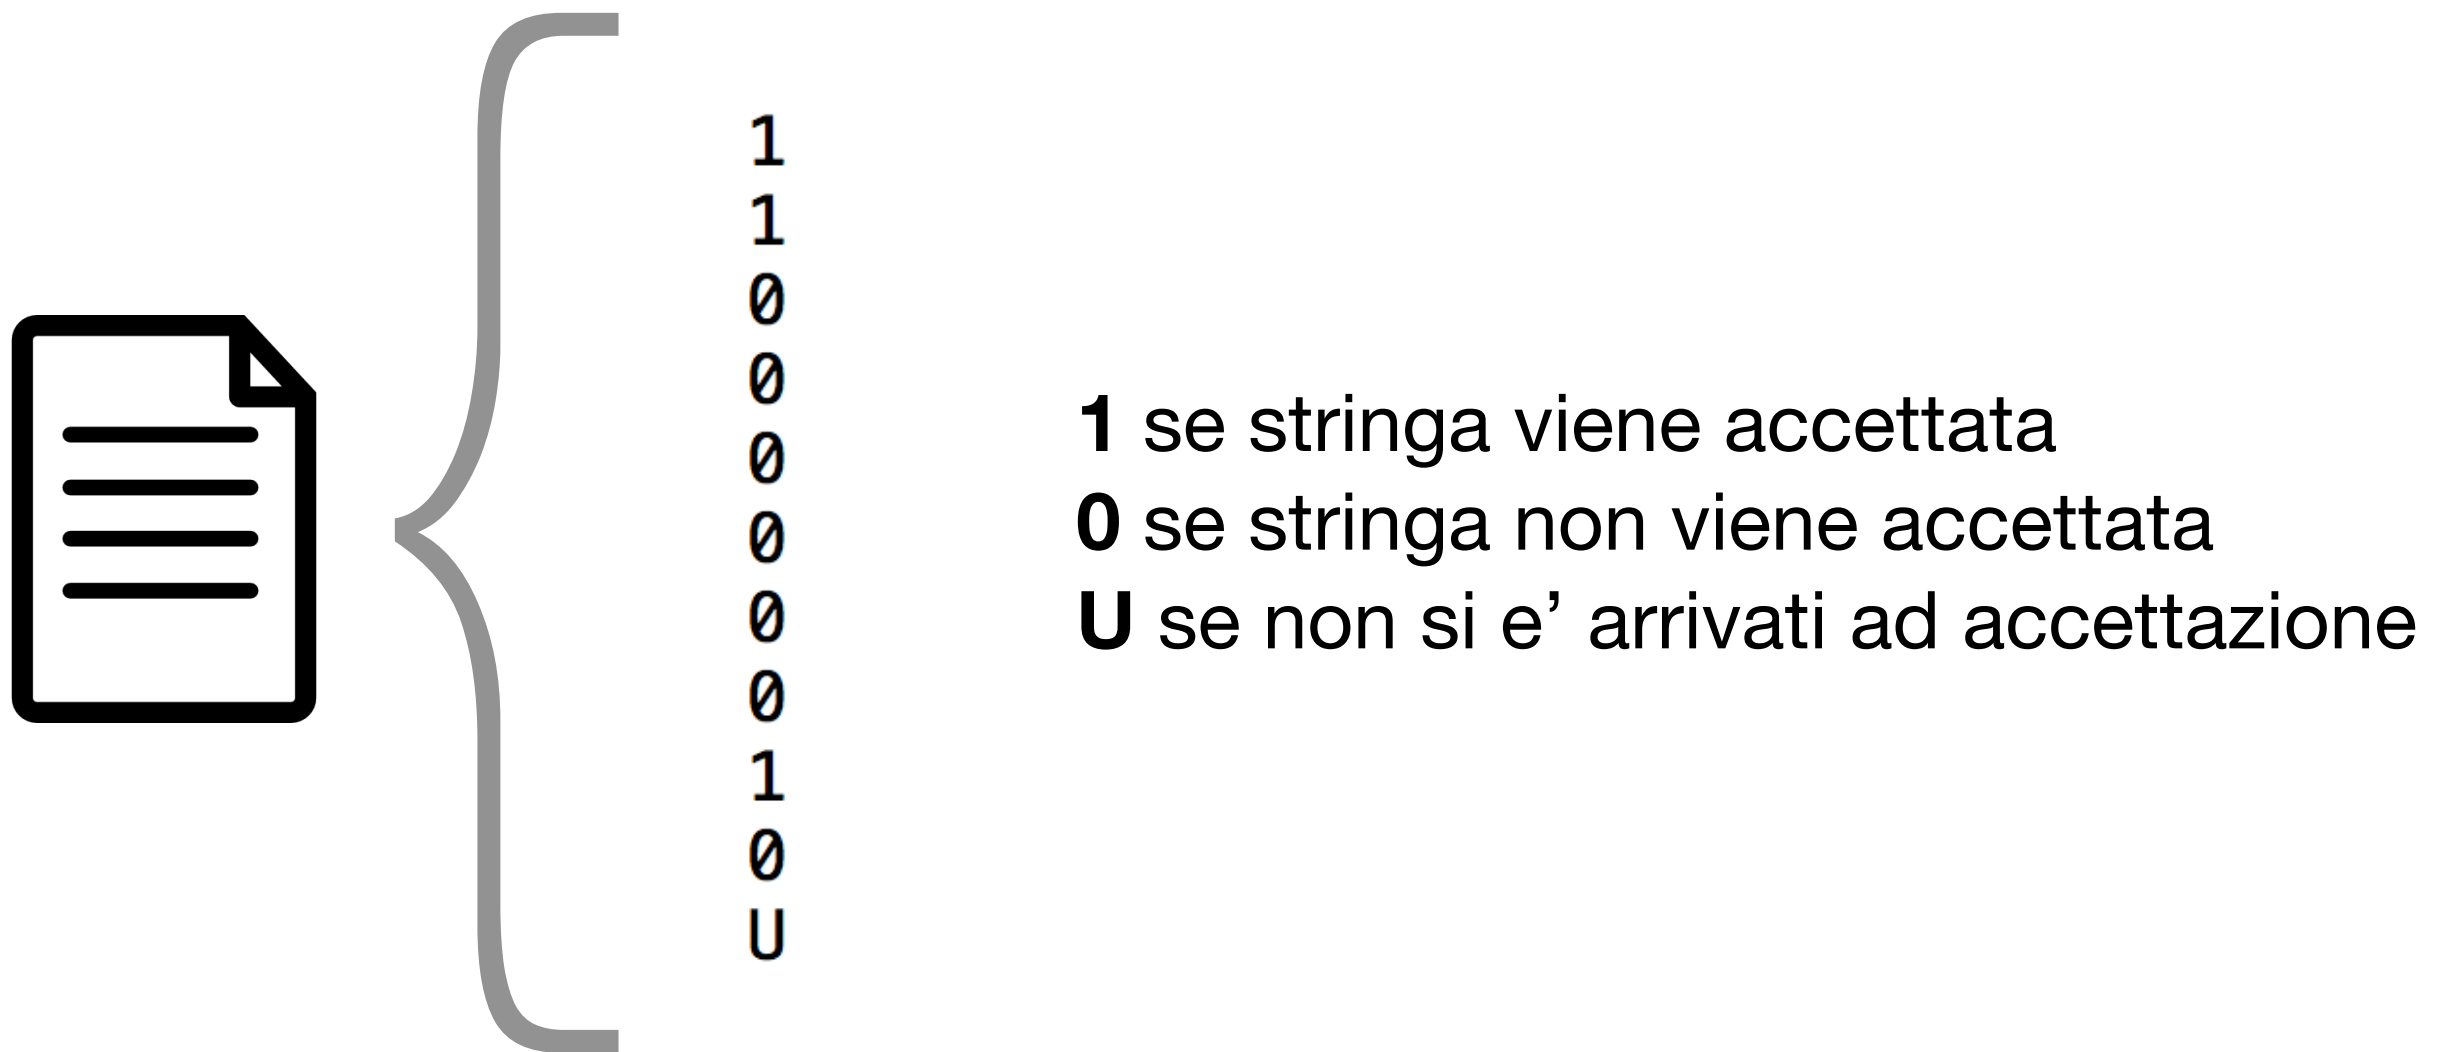 1
1
0
0
0
0
0
0
1
0
U
1 se stringa viene accettata
0 se stringa non viene accettata
U se non si e’ arrivati ad accettazione